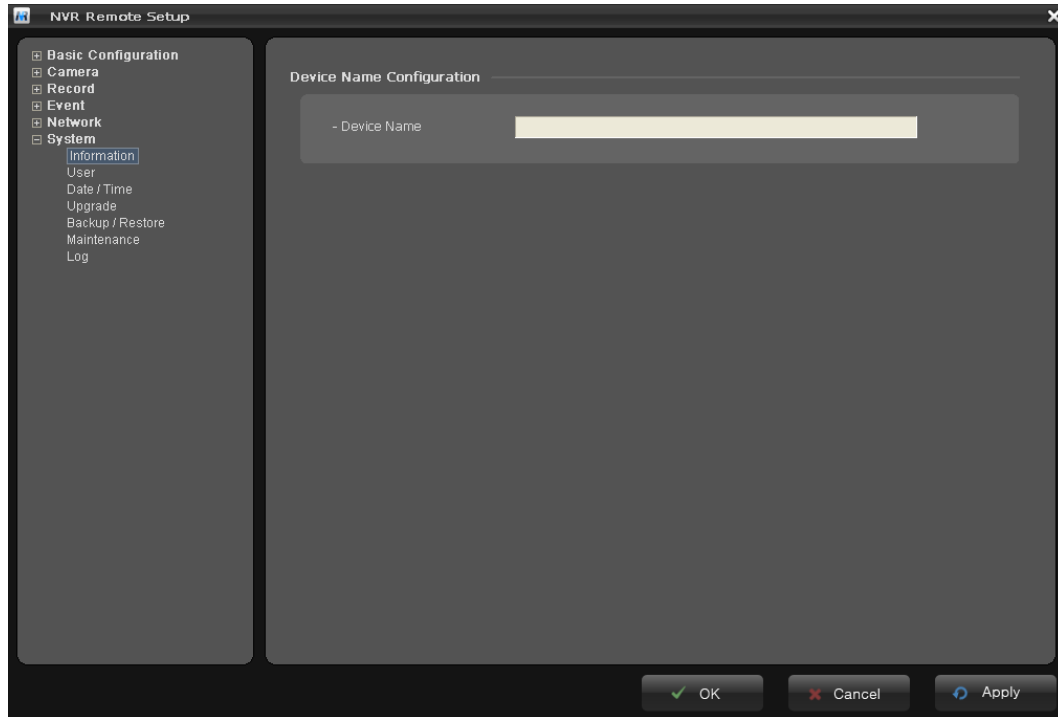 NVR Remote Setup
Basic Configuration
Camera
Record
Event
Network
System
Information
User
Date / Time
Upgrade
Backup / Restore
Maintenance
Log
Device Name Configuration
- Device Name
OK
Cancel
Apply